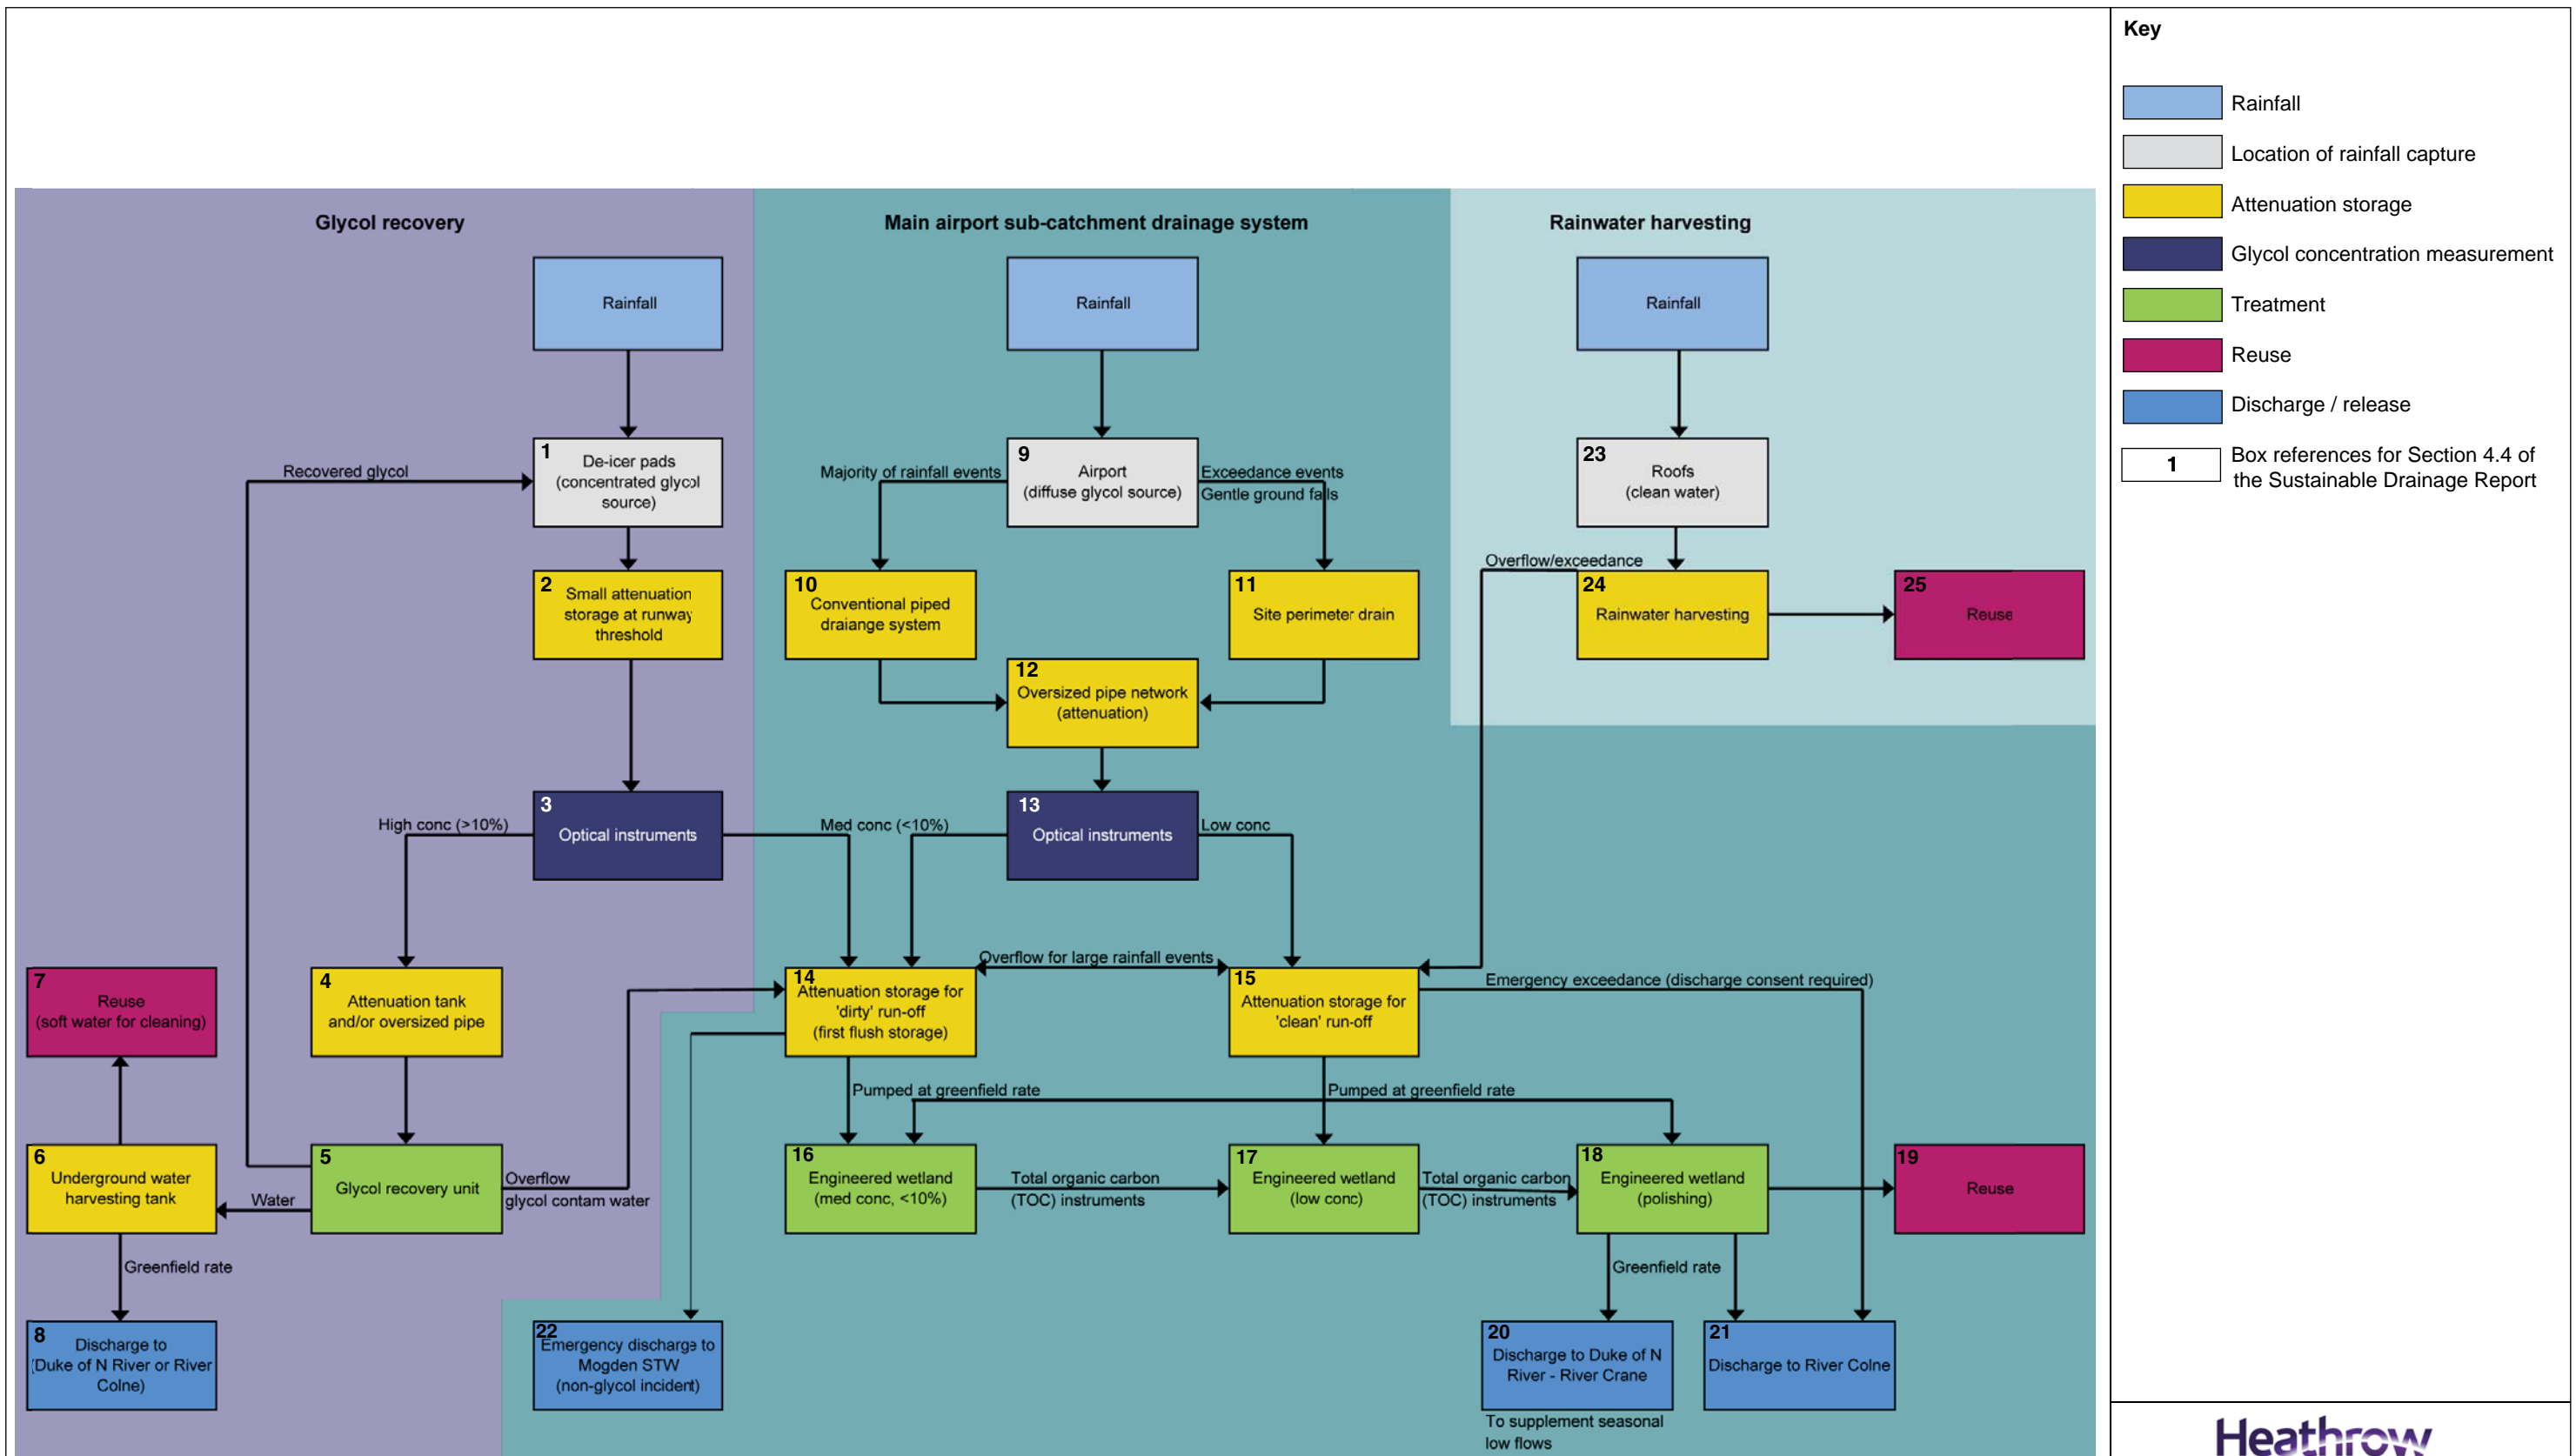 Key
Rainfall
Location of rainfall capture
Attenuation storage
Glycol concentration measurement
Treatment
Reuse
Discharge / release
1
Box references for Section 4.4 of
the Sustainable Drainage Report
Glycol recovery
Main airport sub-catchment drainage system
Rainwater harvesting
Rainfall
Rainfall
Rainfall
Recovered glycol
1
De-icer pads
(concentrated glycol
source)
Majority of rainfall events
9
Airport
(diffuse glycol source)
Exceedance events
Gentle ground falls
23
Roofs
(clean water)
2
Small attenuation
storage at runway
threshold
10
Conventional piped
draiange system
11
Site perimeter drain
Overflow/exceedance
24
Rainwater harvesting
25
Reuse
12
Oversized pipe network
(attenuation)
High conc (>10%)
3
Optical instruments
Med conc (<10%)
13
Optical instruments
Low conc
7
Reuse
(soft water for cleaning)
4
Attenuation tank
and/or oversized pipe
14
Attenuation storage for
'dirty' run-off
(first flush storage)
Overflow for large rainfall events
15
Attenuation storage for
'clean' run-off
Emergency exceedance (discharge consent required)
Pumped at greenfield rate
Pumped at greenfield rate
6
Underground water
harvesting tank
Water
5
Glycol recovery unit
Overflow
glycol contam water
16
Engineered wetland
(med conc, <10%)
Total organic carbon
(TOC) instruments
17
Engineered wetland
(low conc)
Total organic carbon
(TOC) instruments
18
Engineered wetland
(polishing)
19
Reuse
Greenfield rate
Greenfield rate
8
Discharge to
(Duke of N River or River
Colne)
22
Emergency discharge to
Mogden STW
(non-glycol incident)
20
Discharge to Duke of N
River - River Crane
21
Discharge to River Colne
To supplement seasonal
low flows
Heathrow